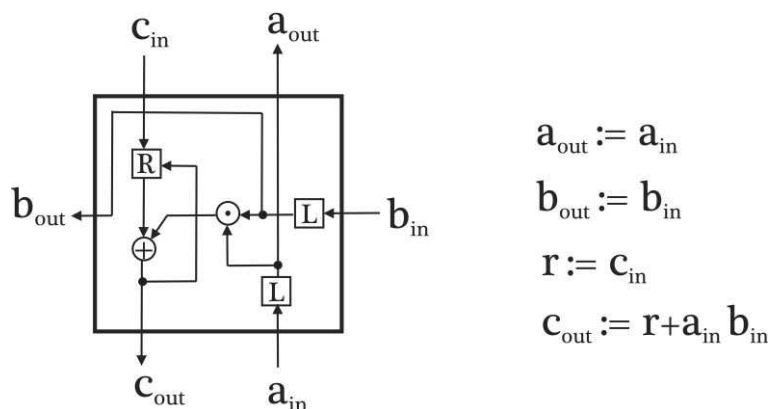 c_in
a_out
R
b_out
L
b_in
L
c_out
a_in
a_out := a_in
b_out := b_in
r := c_in
c_out := r+a_in b_in